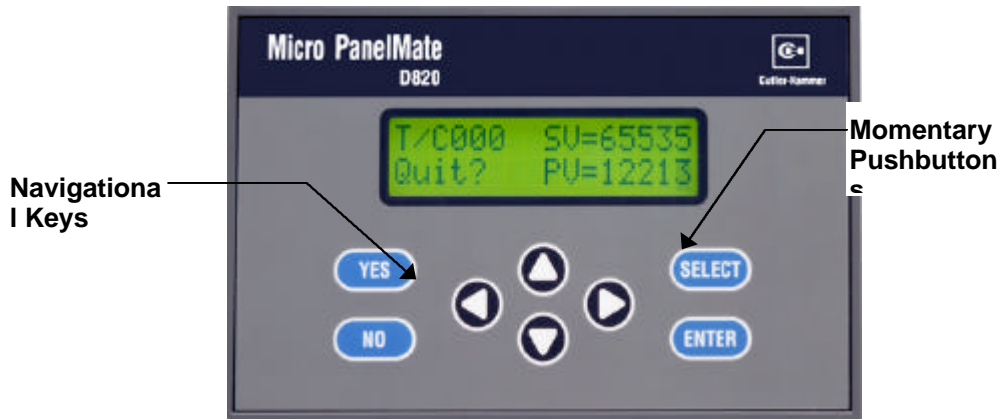 Micro PanelMate
D820
Cutler-Hammer
T/C000 SV=65535
Quit? PV=12213
Navigationa
l Keys
Momentary
Pushbutton
s
YES
SELECT
NO
ENTER